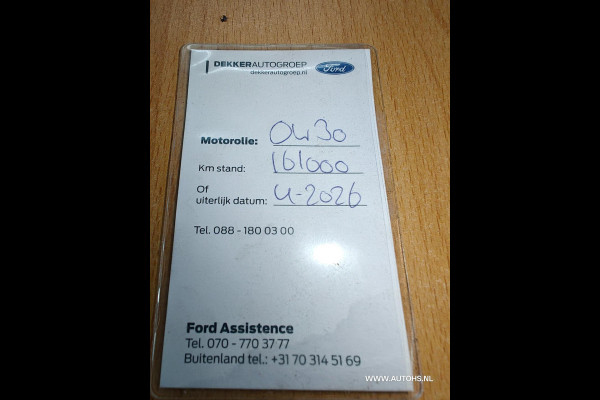 DEKKERAUTOGROEP
dekkerautogroep.nl
Ford
Motorolie: 0w30
Km stand: 161000
Of
uiterlijk datum: 4-2026
Tel. 088 - 180 03 00
Ford Assistence
Tel. 070 - 770 37 77
Buitenland tel.: +31 70 314 51 69
WWW.AUTOHS.NL